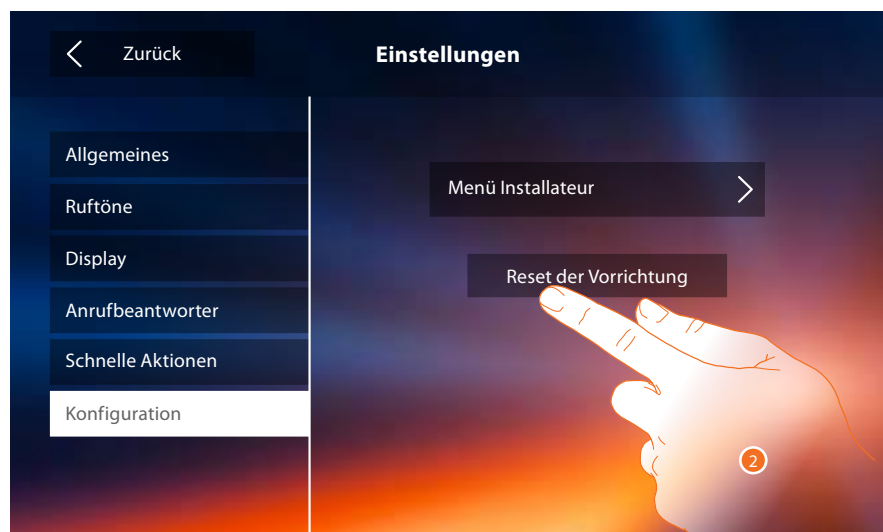 Zurück
Einstellungen
Allgemeines
Ruftöne
Display
Anrufbeantworter
Schnelle Aktionen
Konfiguration
Menü Installateur
Reset der Vorrichtung
2